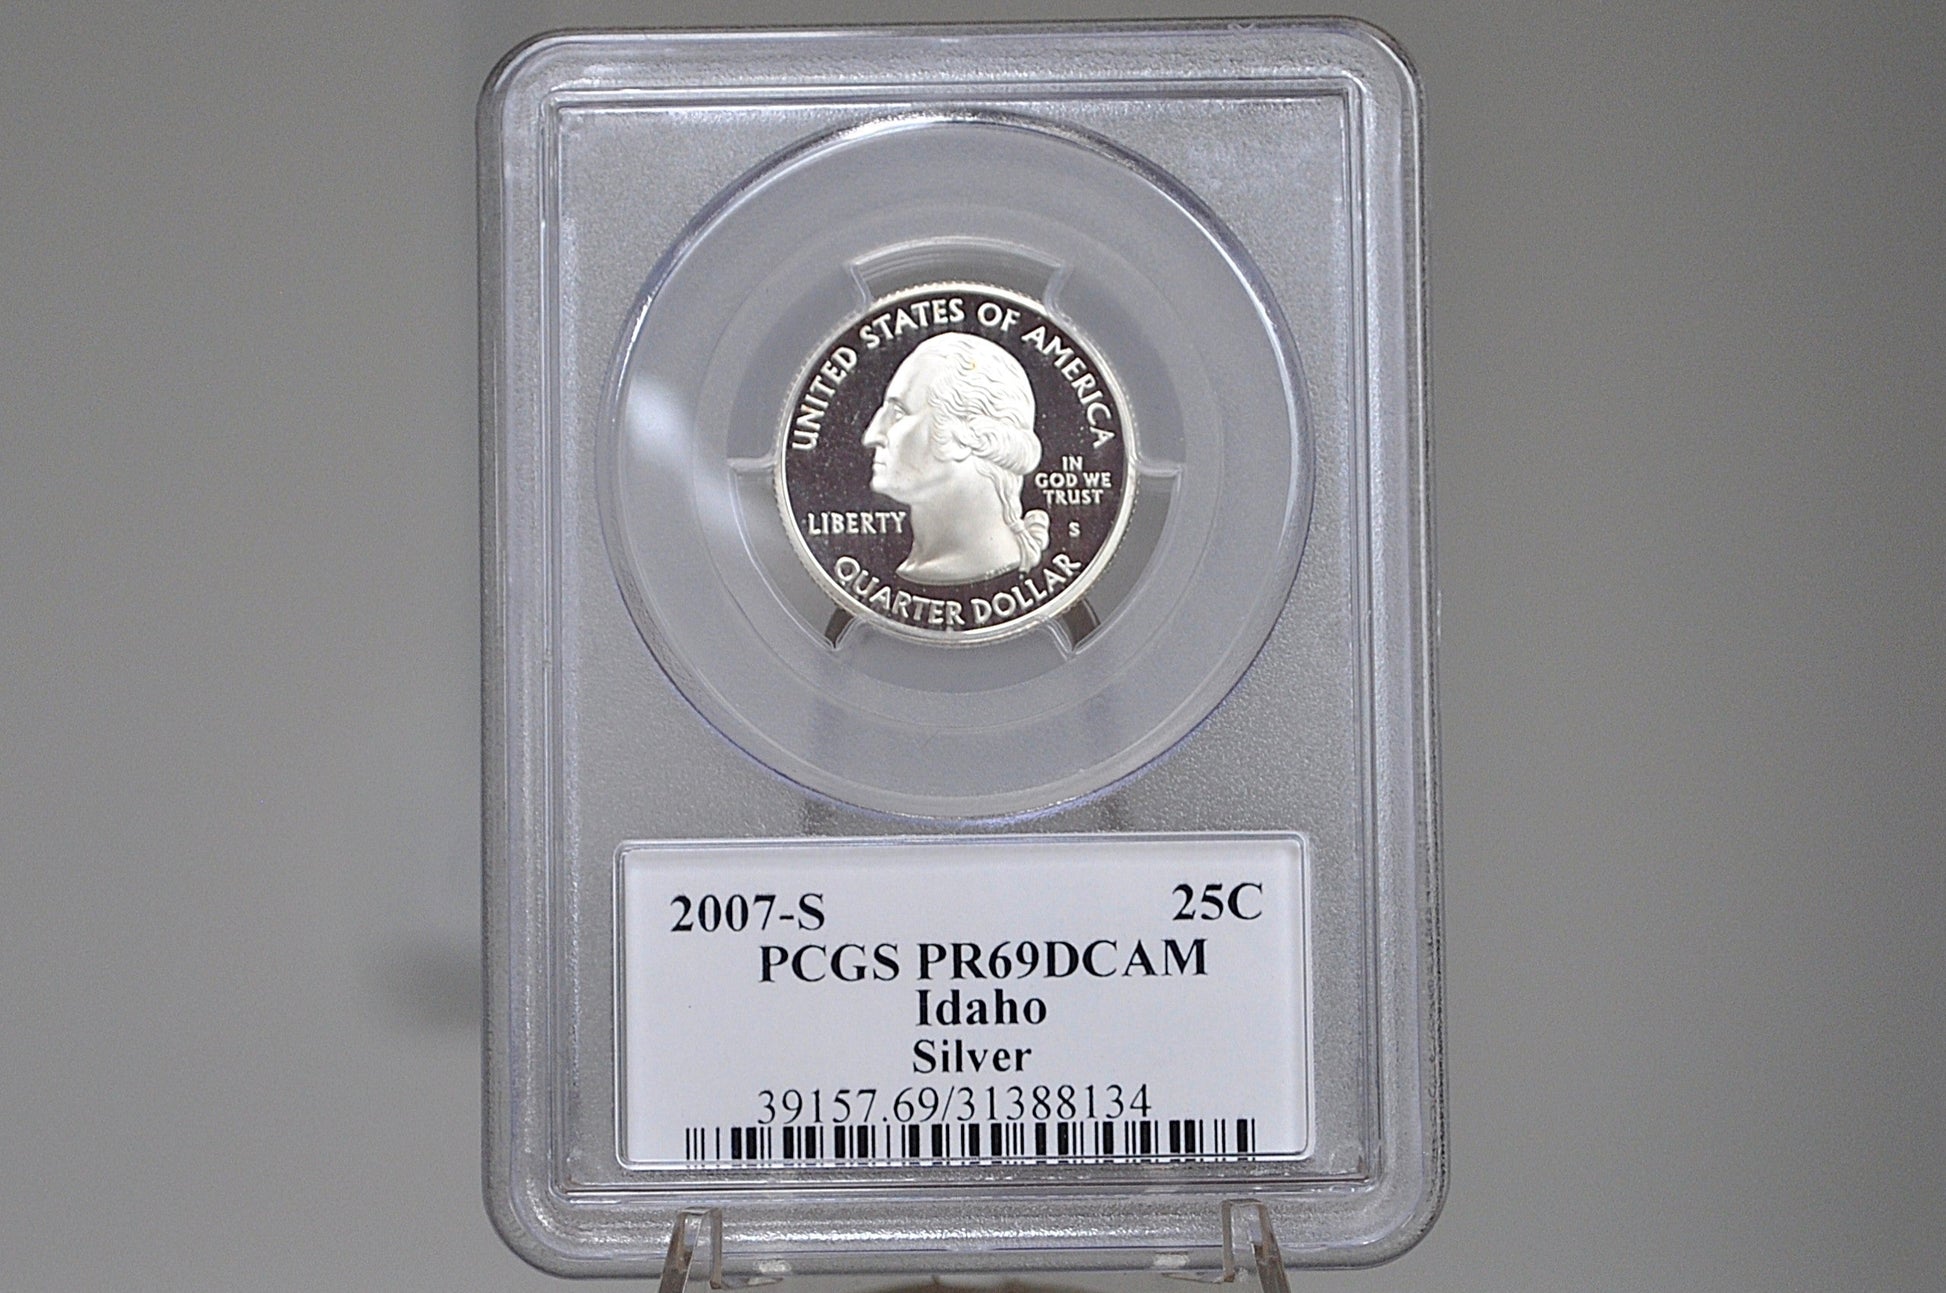 UNITED STATES OF AMERICA
IN
GOD WE
TRUST
LIBERTY
S
QUARTER DOLLAR
2007-S 25C
PCGS PR69DCAM
Idaho
Silver
39157.69/31388134